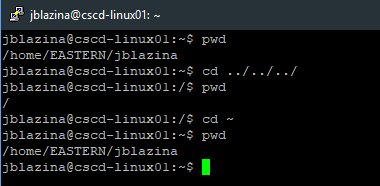 jblazina@cscd-linux01: ~
jblazina@cscd-linux01:~$ pwd
/home/EASTERN/jblazina
jblazina@cscd-linux01:~$ cd ../../../
jblazina@cscd-linux01:/$ pwd
/
jblazina@cscd-linux01:/$ cd ~
jblazina@cscd-linux01:~$ pwd
/home/EASTERN/jblazina
jblazina@cscd-linux01:~$